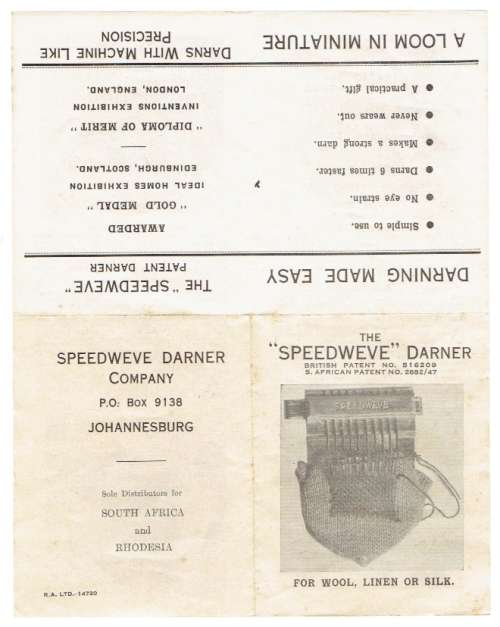 DARNING MADE EASY
Simple to use.
No eye strain.
Darns 6 times faster.
Makes a strong darn.
Never wears out.
A practical gift.
A LOOM IN MINIATURE
THE "SPEEDWEVE"
PATENT DARNER
AWARDED
"GOLD MEDAL"
IDEAL HOMES EXHIBITION
EDINBURGH, SCOTLAND.
"DIPLOMA OF MERIT"
INVENTIONS EXHIBITION
LONDON, ENGLAND.
DARNS WITH MACHINE LIKE
PRECISION
SPEEDWEVE DARNER
COMPANY
P.O. BOX 9138
JOHANNESBURG
Sole Distributors for
SOUTH AFRICA
and
RHODESIA
R.A. LTD.-14720
THE
"SPEEDWEVE" DARNER
BRITISH PATENT NO. 516209
S. AFRICAN PATENT NO. 2682/47
SPEEDWEVE
FOR WOOL, LINEN OR SILK.